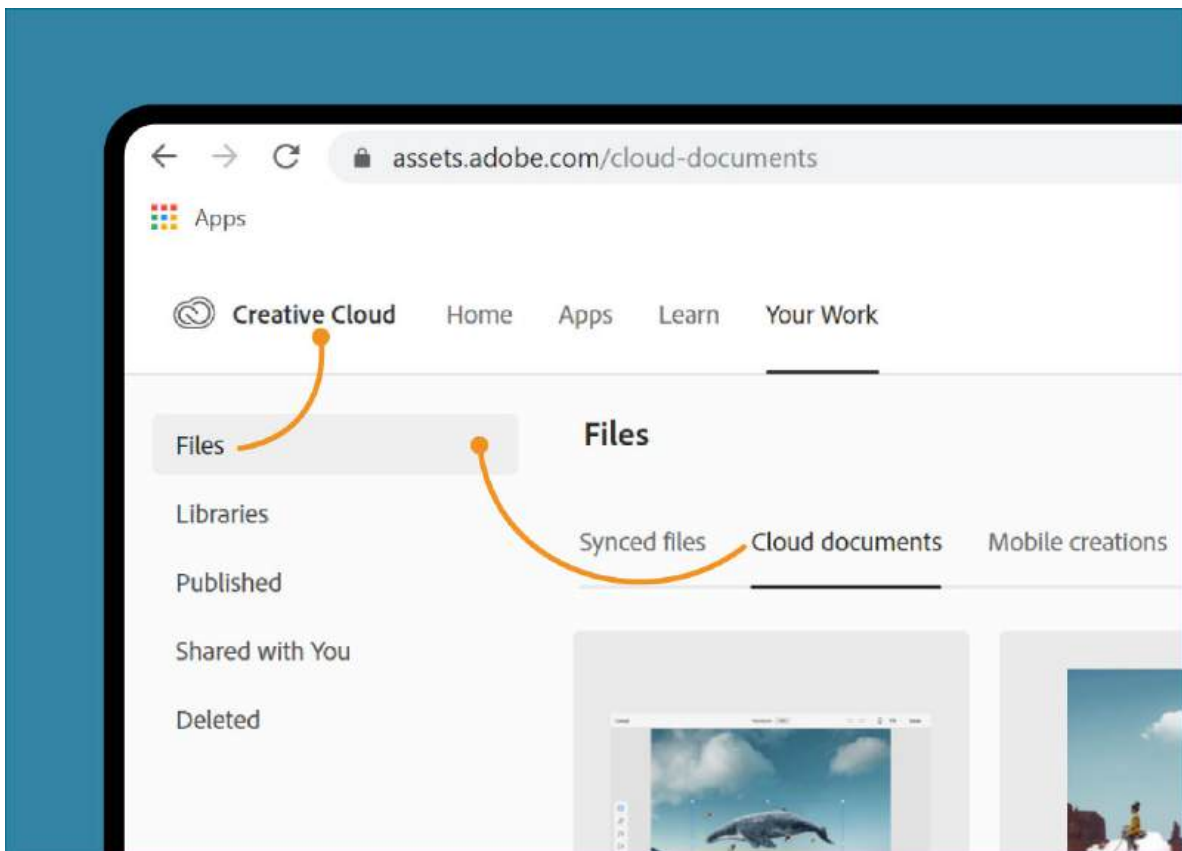 assets.adobe.com/cloud-documents
Apps
Creative Cloud Home Apps Learn Your Work
Files
Files
Libraries
Synced files Cloud documents Mobile creations
Published
Shared with You
Deleted